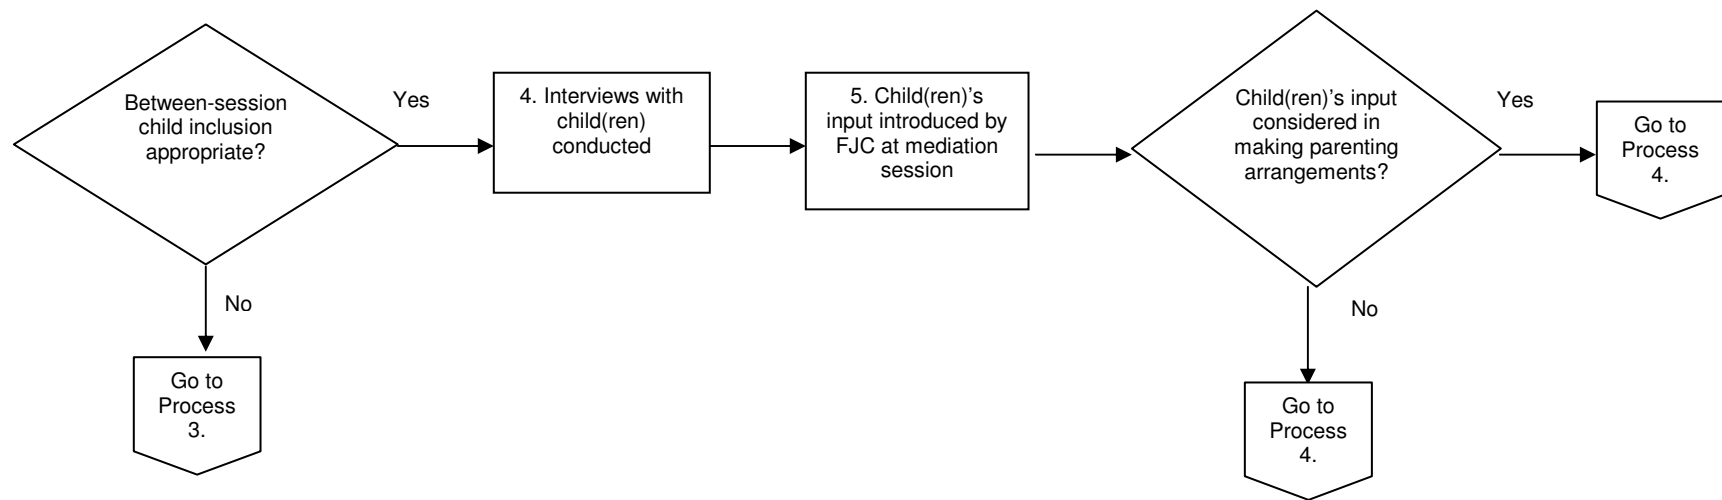 Between-session
child inclusion
appropriate?
Yes
4. Interviews with
child(ren)
conducted
5. Child(ren)'s
input introduced by
FJC at mediation
session
Child(ren)'s input
considered in
making parenting
arrangements?
Yes
Go to
Process
4.
No
Go to
Process
3.
No
Go to
Process
4.